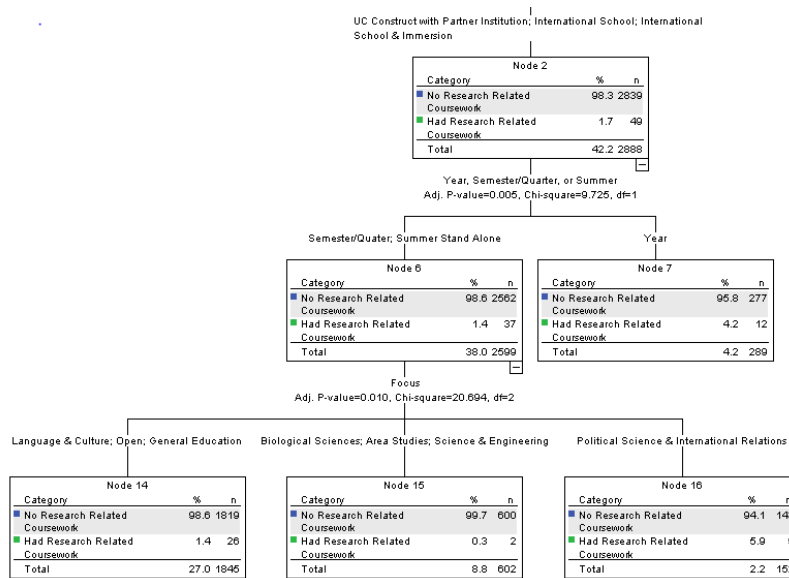 UC Construct with Partner Institution; International School; International
School & Immersion
Node 2
Category % n
No Research Related 98.3 2839
Coursework
Had Research Related 1.7 49
Coursework
Total 42.2 2888
Year, Semester/Quarter, or Summer
Adj. P-value=0.005, Chi-square=9.725, df=1
Semester/Quater; Summer Stand Alone
Year
Node 6
Category % n
No Research Related 98.6 2562
Coursework
Had Research Related 1.4 37
Coursework
Total 38.0 2599
Node 7
Category % n
No Research Related 95.8 277
Coursework
Had Research Related 4.2 12
Coursework
Total 4.2 289
Focus
Adj. P-value=0.010, Chi-square=20.694, df=2
Language & Culture; Open; General Education
Biological Sciences; Area Studies; Science & Engineering
Political Science & International Relations
Node 14
Category % n
No Research Related 98.6 1819
Coursework
Had Research Related 1.4 26
Coursework
Total 27.0 1845
Node 15
Category % n
No Research Related 99.7 600
Coursework
Had Research Related 0.3 2
Coursework
Total 8.8 602
Node 16
Category % n
No Research Related 94.1
Coursework
Had Research Related 5.9
Coursework
Total 2.2